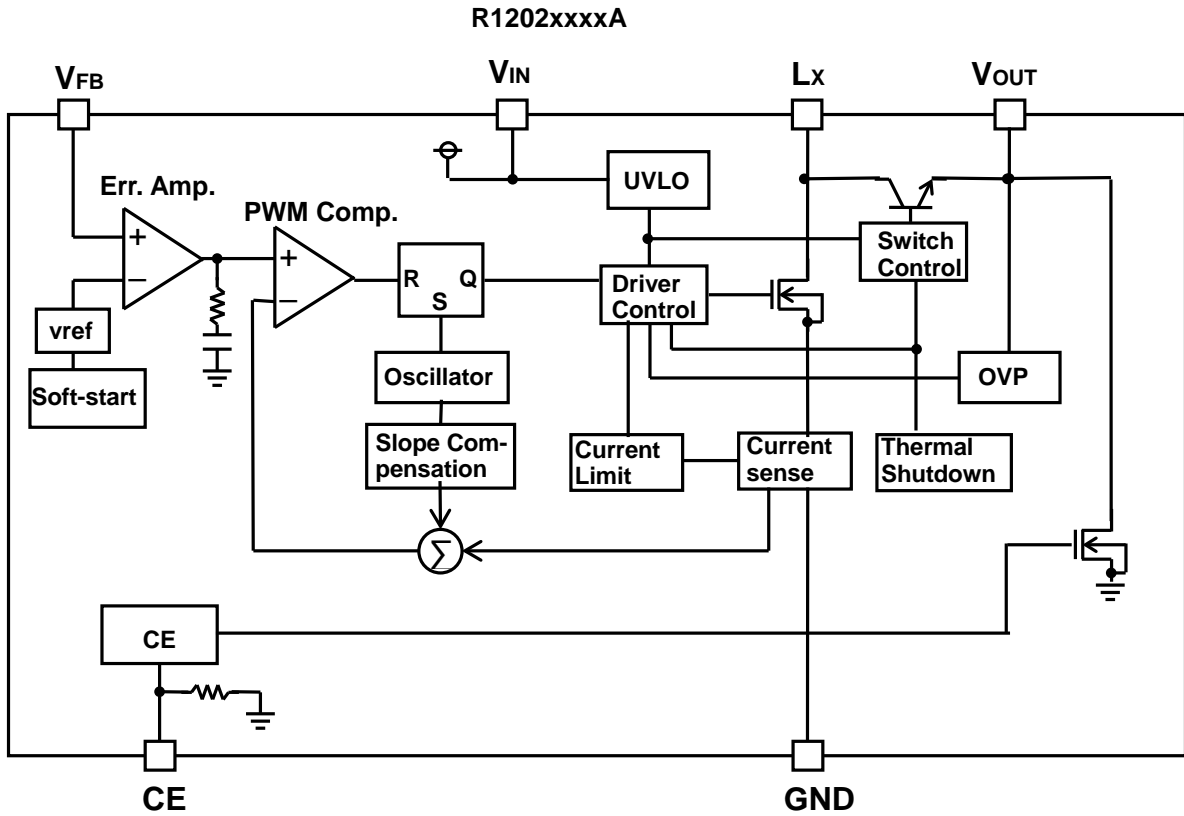 R1202xxxxA
VFB
VIN
LX
VOUT
Err. Amp.
PWM Comp.
UVLO
Switch
Control
+
−
+
−
R
Q
S
Driver
Control
vref
Soft-start
Oscillator
OVP
Slope Com-
pensation
Current
Limit
Current
sense
Thermal
Shutdown
Σ
CE
CE
GND